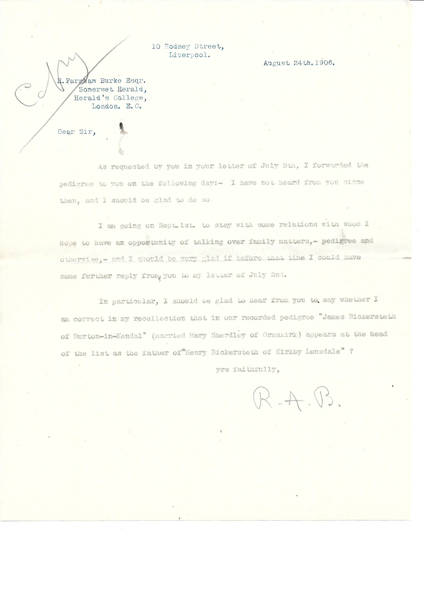 Copy
10 Rodney Street,
Liverpool.
August 24th. 1906.
H. Farnham Burke Esqr.
Somerset Herald,
Herald's College,
London. E.C.
Dear Sir,
As requested by you in your letter of July 5th, I forwarded the
pedigree to you on the following day:- I have not heard from you since
then, and I should be glad to do so
I am going on Sept.1st. to stay with some relations with whom I
hope to have an opportunity of talking over family matters,- pedigree and
otherwise,- and I should be very glad if before that time I could have
some further reply from you to my letter of July 2nd.
In particular, I should be glad to hear from you to say whether I
am correct in my recollection that in our recorded pedigree "James Bickersteth
of Burton-in-Kendal" (married Mary Sherdley of Ormskirk) appears at the head
of the list as the father of "Henry Bickersteth of Kirkby Lonsdale" ?
yrs faithfully,
R. A. B.